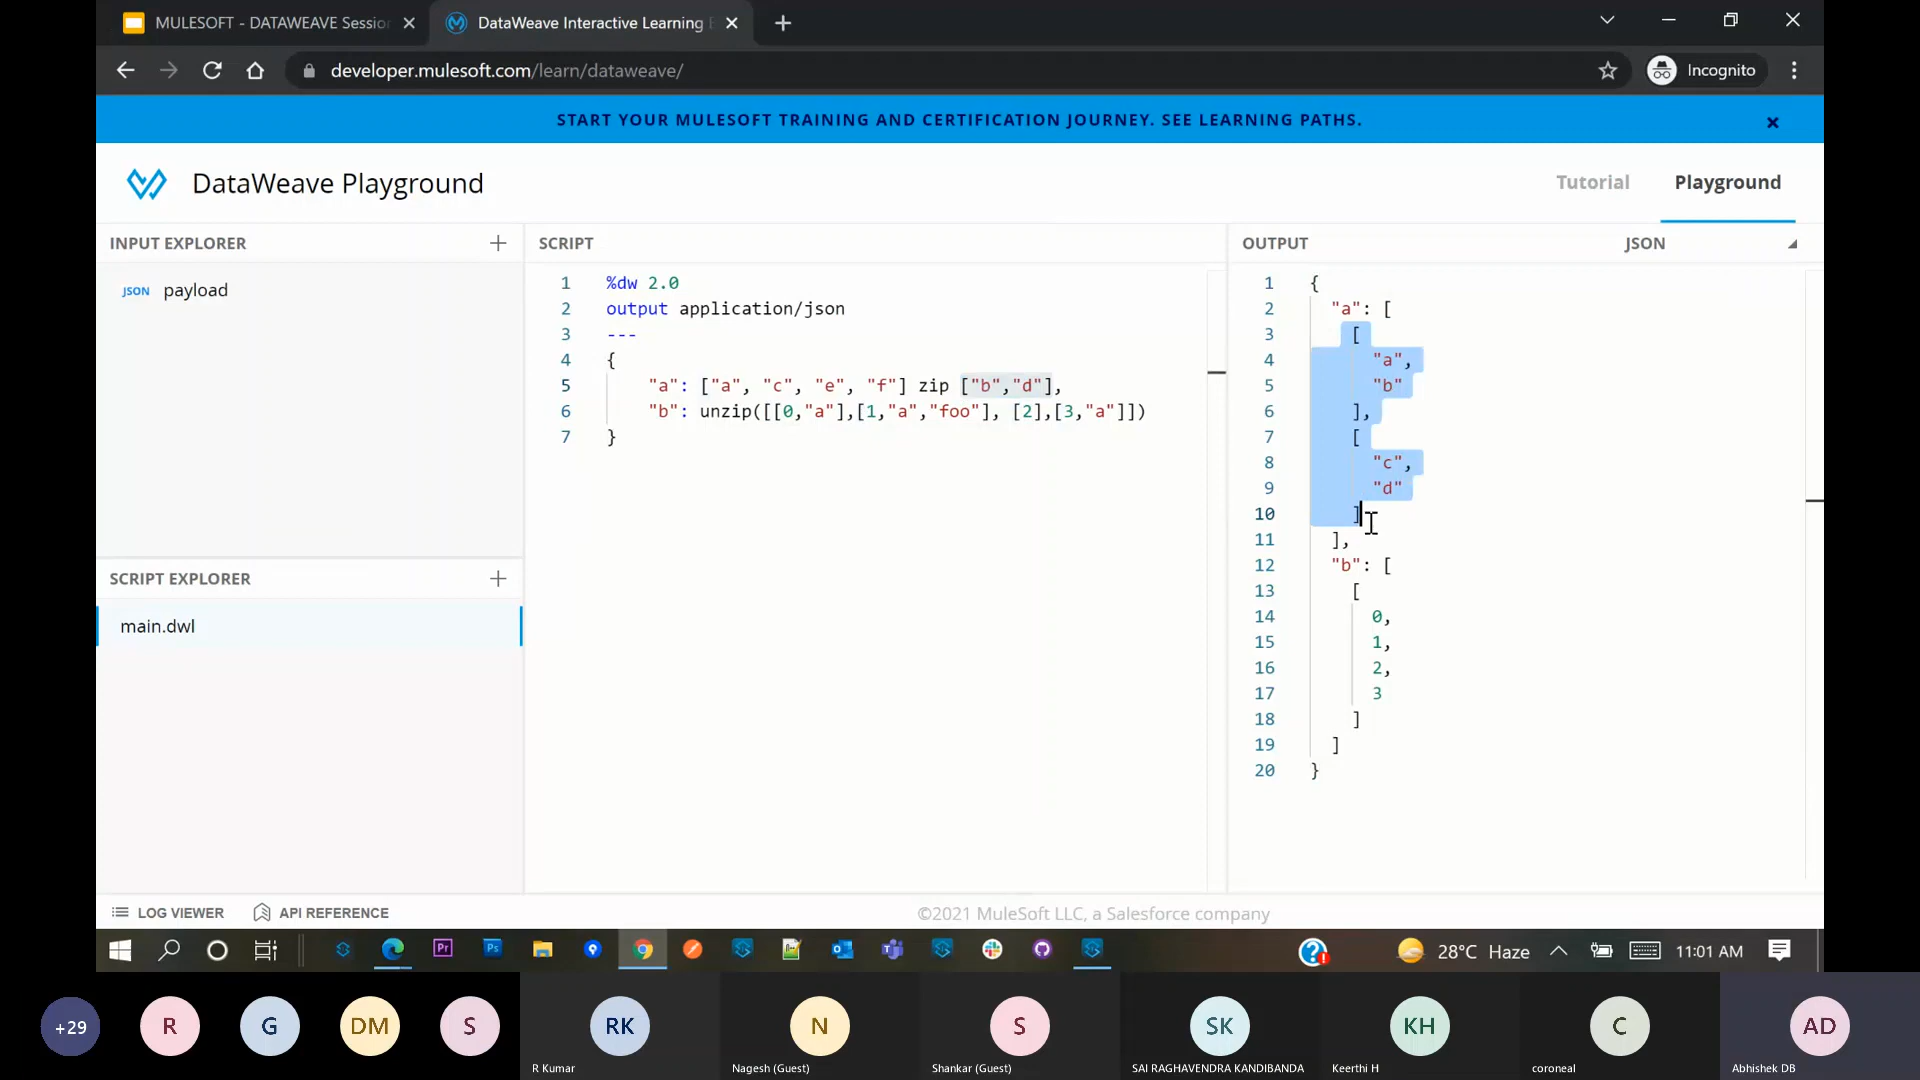 MULESOFT - DATAWEAVE Sessio
DataWeave Interactive Learning
developer.mulesoft.com/learn/dataweave/
Incognito
START YOUR MULESOFT TRAINING AND CERTIFICATION JOURNEY. SEE LEARNING PATHS.
DataWeave Playground
Tutorial
Playground
INPUT EXPLORER
JSON payload
SCRIPT EXPLORER
main.dwl
SCRIPT
1 %dw 2.0
2 output application/json
3 ---
4 {
5 "a": ["a", "c", "e", "f"] zip ["b","d"],
6 "b": unzip([[0,"a"],[1,"a","foo"], [2],[3,"a"]])
7 }
OUTPUT
JSON
1 {
2 "a": [
3 [
4 "a",
5 "b"
6 ],
7 [
8 "c",
9 "d"
10 ]
11 ],
12 "b": [
13 [
14 0,
15 1,
16 2,
17 3
18 ]
19 ]
20 }
LOG VIEWER
API REFERENCE
©2021 MuleSoft LLC, a Salesforce company
Pr
Ps
28°C Haze
11:01 AM
+29
R
G
DM
S
RK
N
S
SK
KH
C
AD
R Kumar
Nagesh (Guest)
Shankar (Guest)
SAI RAGHAVENDRA KANDIBANDA
Keerthi H
coroneal
Abhishek DB